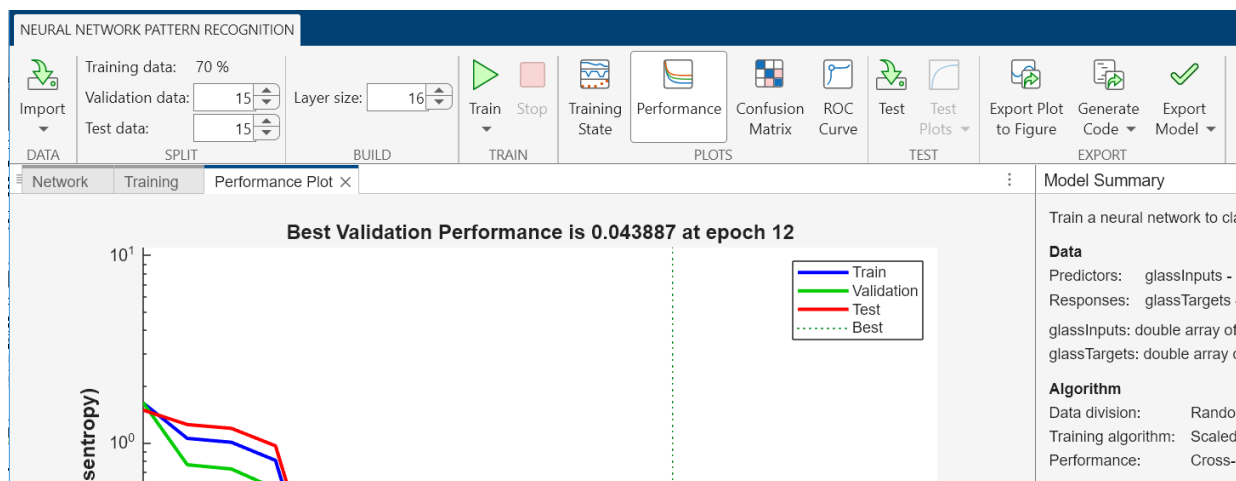 NEURAL NETWORK PATTERN RECOGNITION
Import
DATA
Training data: 70 %
Validation data: 15
Test data: 15
SPLIT
Layer size: 16
BUILD
Train
Stop
TRAIN
Training
State
Performance
Confusion
Matrix
ROC
Curve
PLOTS
Test
Test
Plots
TEST
Export Plot
to Figure
Generate
Code
Export
Model
EXPORT
Network
Training
Performance Plot
Best Validation Performance is 0.043887 at epoch 12
10¹
10⁰
sentropy)
Train
Validation
Test
Best
Model Summary
Train a neural network to cla
Data
Predictors: glassInputs -
Responses: glassTargets -
glassInputs: double array of
glassTargets: double array o
Algorithm
Data division: Rando
Training algorithm: Scaled
Performance: Cross-